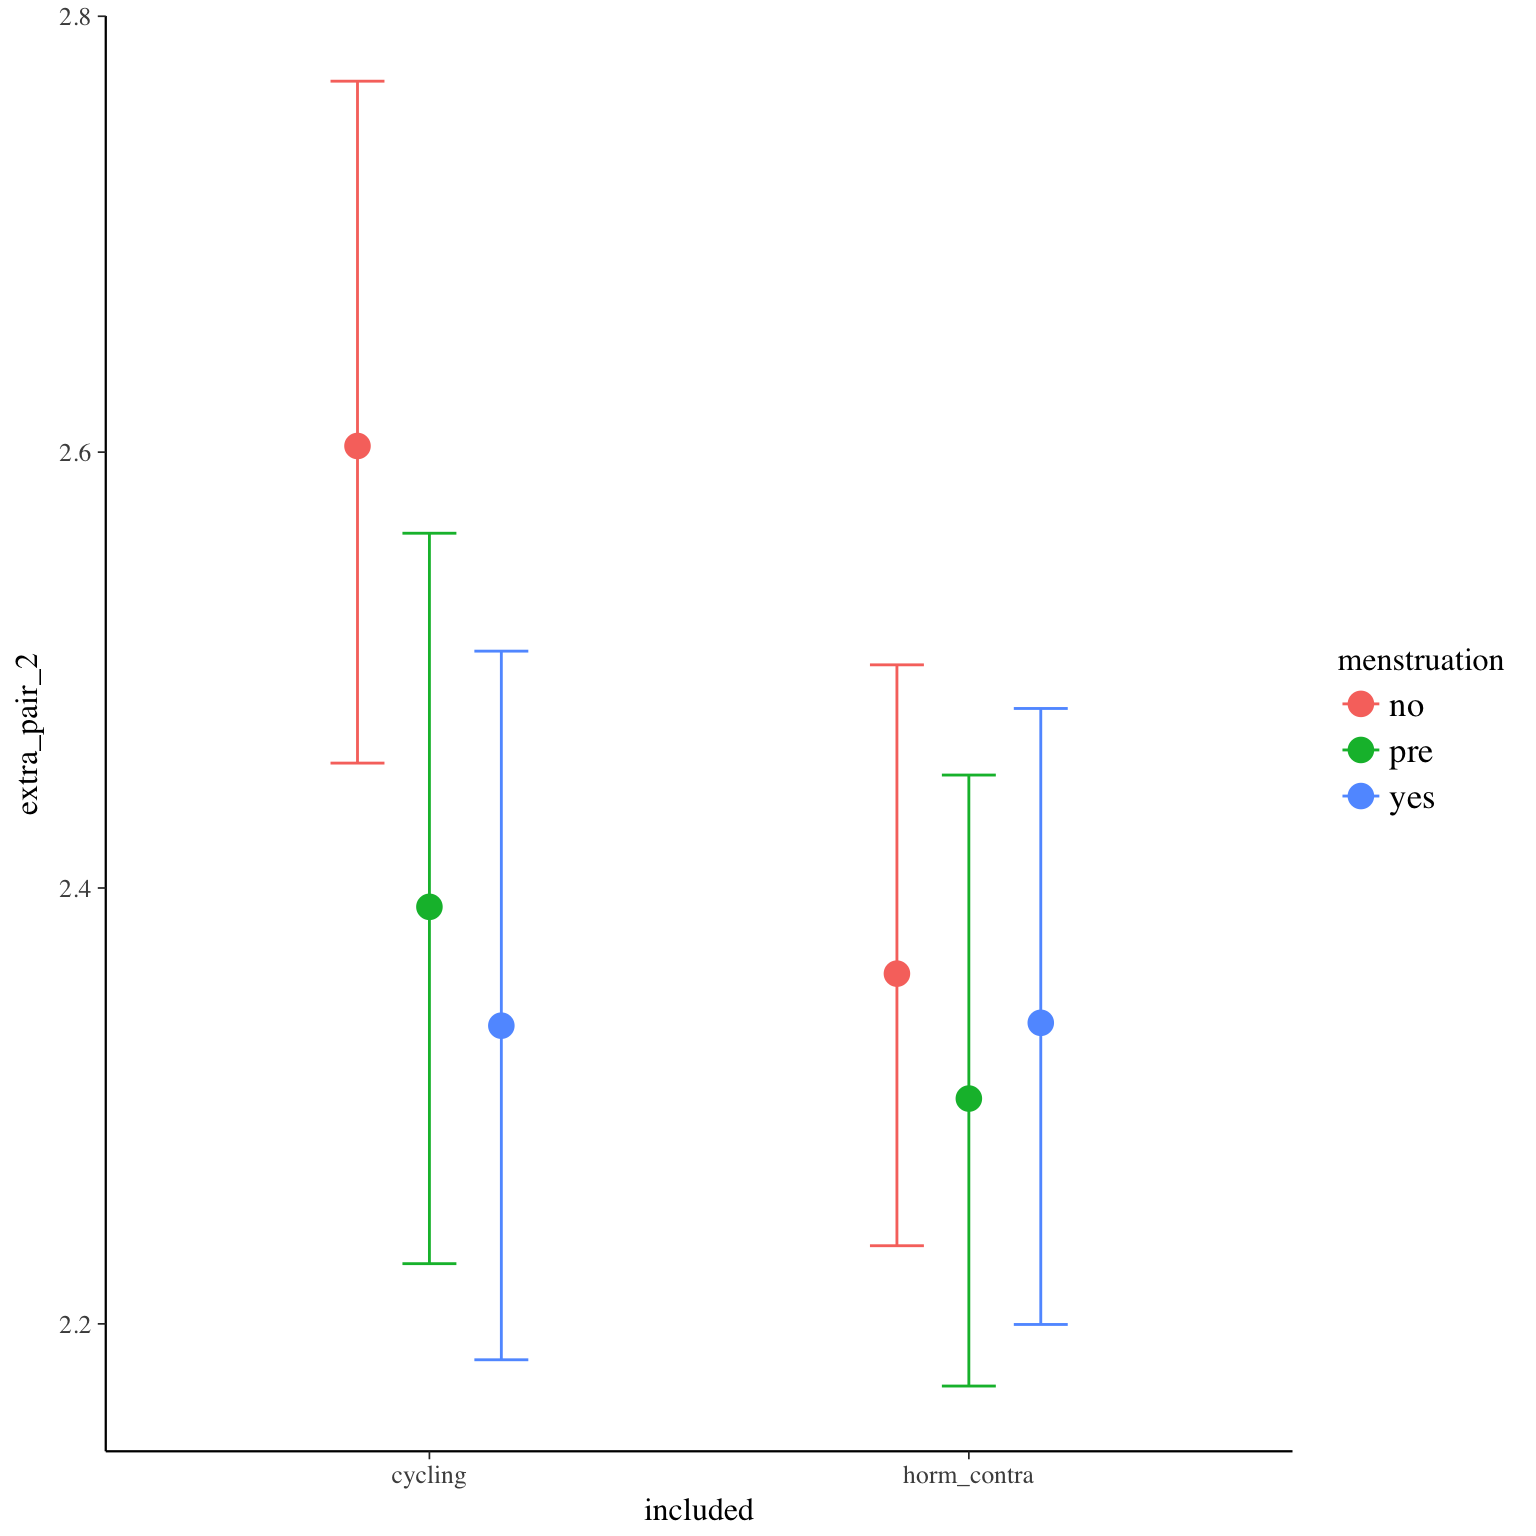 2.8
2.6
2.4
2.2
extra_pair_2
cycling
horm_contra
included
menstruation
no
pre
yes